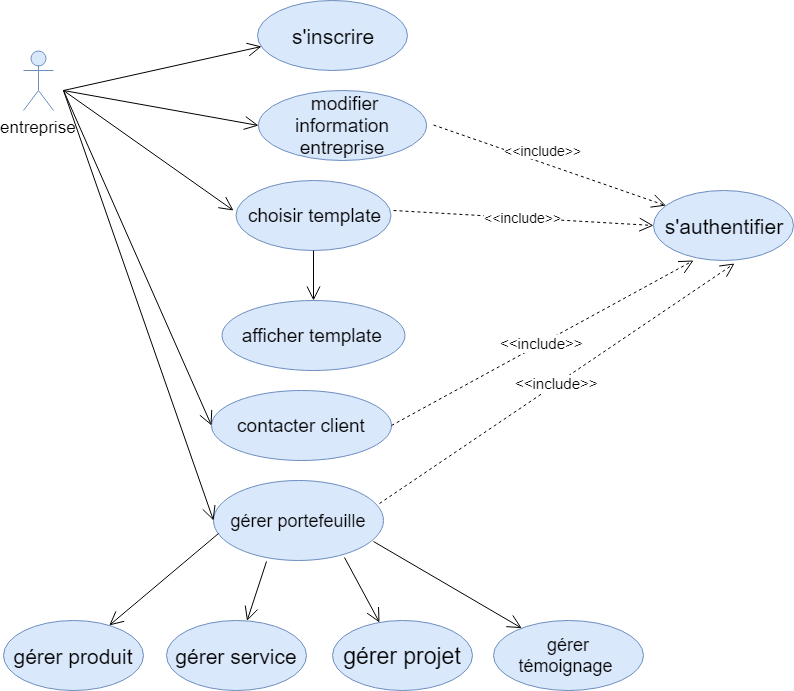 s'inscrire
entreprise
modifier
information
entreprise
<<include>>
choisir template
<<include>>
s'authentifier
afficher template
<<include>>
<<include>>
contacter client
gérer portefeuille
gérer produit
gérer service
gérer projet
gérer
témoignage